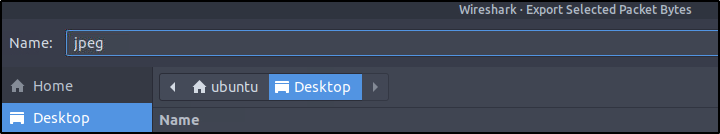 Wireshark · Export Selected Packet Bytes
Name: jpeg
Home
ubuntu Desktop
Desktop
Name